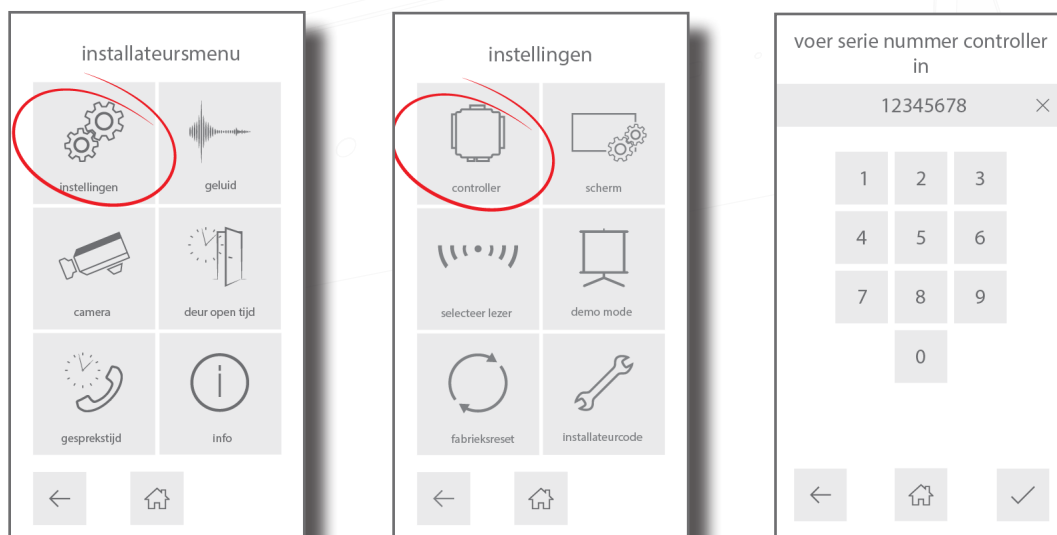 installateursmenu
instellingen
geluid
camera
deur open tijd
gesprekstijd
info
instellingen
controller
scherm
selecteer lezer
demo mode
fabrieksreset
installateurcode
voer serie nummer controller
in
12345678
1 2 3
4 5 6
7 8 9
0